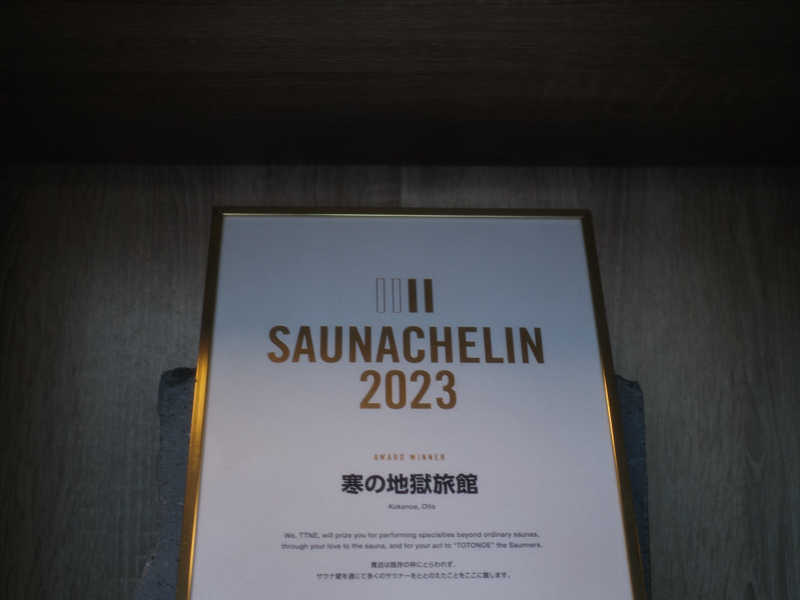 SAUNACHELIN
2023
AWARD WINNER
寒の地獄旅館
Kokonoe, Oita
We, TTNE, will prize you for performing specialties beyond ordinary saunas,
through your love to the sauna, and for your act to "TOTONOE" the Saunners.
貴店は既存の枠にとらわれず、
サウナ愛を通じて多くのサウナーをととのえたことをここに賞します。